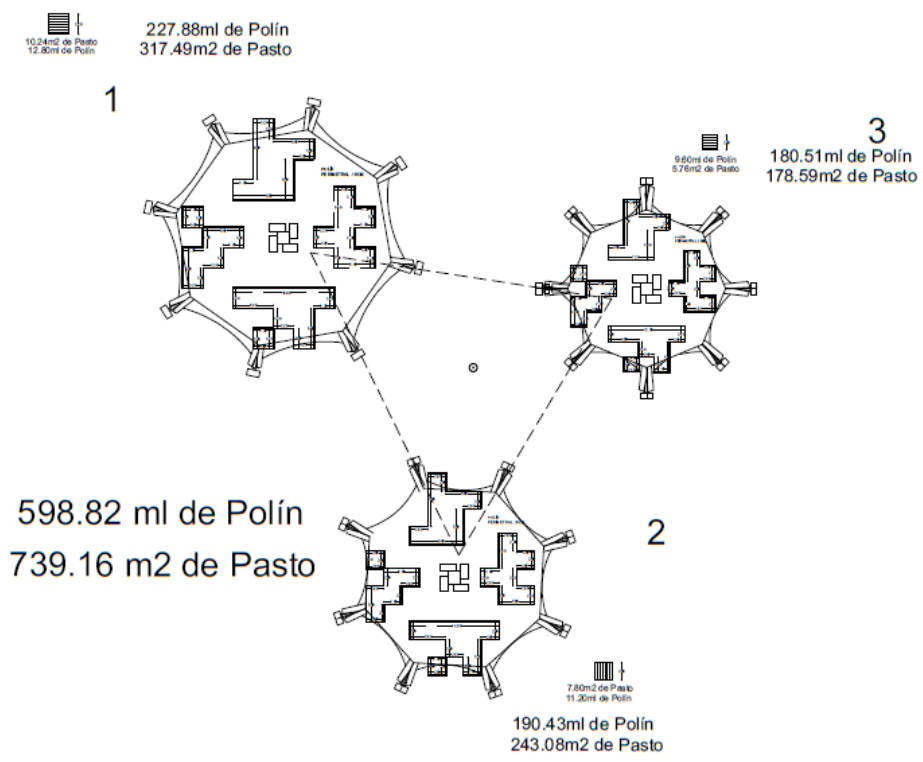 10.24m2 de Pasto
12.80ml de Polín
227.88ml de Polín
317.49m2 de Pasto
1
3
9.60ml de Polín
5.76m2 de Pasto
180.51ml de Polín
178.59m2 de Pasto
598.82 ml de Polín
739.16 m2 de Pasto
2
7.80m2 de Pasto
11.20ml de Polín
190.43ml de Polín
243.08m2 de Pasto